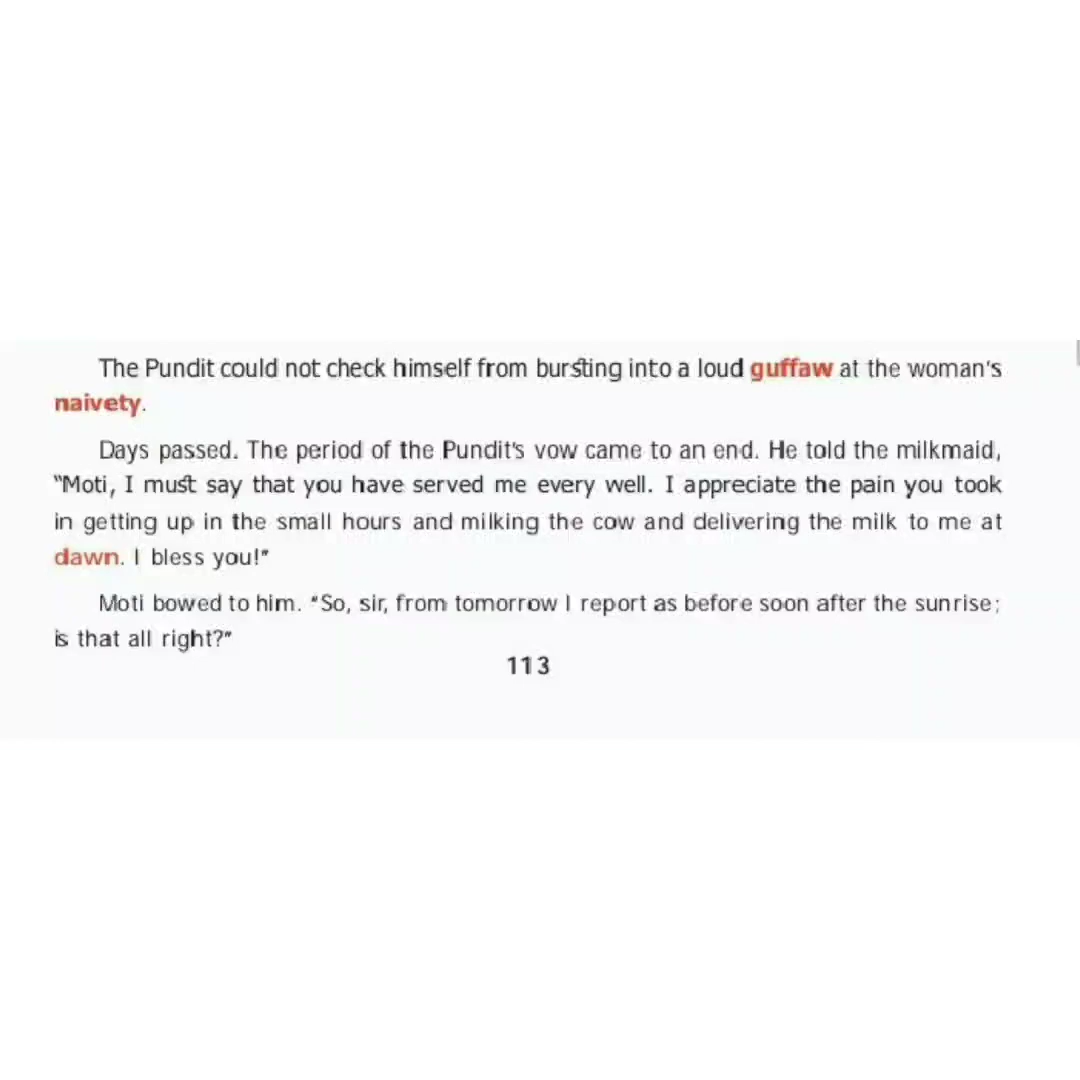 The Pundit could not check himself from bursting into a loud guffaw at the woman's
naivety.
Days passed. The period of the Pundit's vow came to an end. He told the milkmaid,
"Moti, I must say that you have served me every well. I appreciate the pain you took
in getting up in the small hours and milking the cow and delivering the milk to me at
dawn. I bless you!"
Moti bowed to him. "So, sir, from tomorrow I report as before soon after the sunrise;
is that all right?"
113